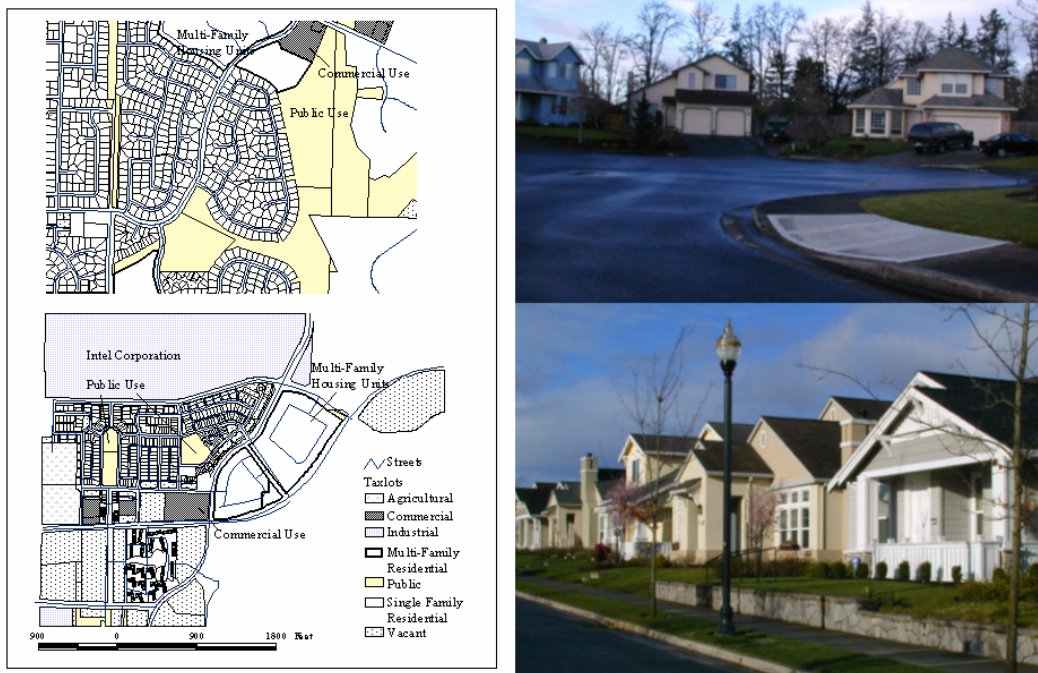 Multi-Family
Housing Units
Commercial Use
Public Use
Intel Corporation
Public Use
Multi-Family
Housing Units
Commercial Use
Streets
Taxlots
Agricultural
Commercial
Industrial
Multi-Family
Residential
Public
Single Family
Residential
Vacant
900 0 900 1800 Feet